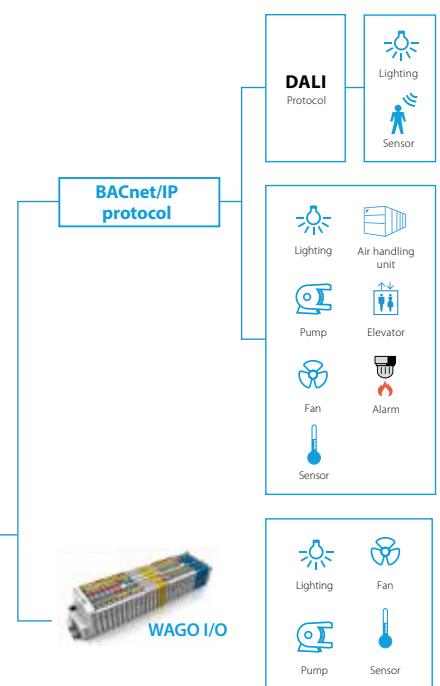 DALI
Protocol
Lighting
Sensor
BACnet/IP
protocol
Lighting
Air handling
unit
Pump
Elevator
Fan
Alarm
Sensor
WAGO I/O
Lighting
Fan
Pump
Sensor